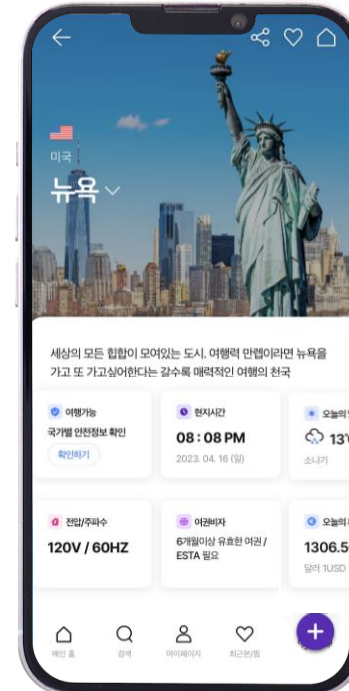 미국
뉴욕
세상의 모든 힙합이 모여있는 도시. 여행력 만렙이라면 뉴욕을
가고 또 가고싶어한다는 갈수록 매력적인 여행의 천국
여행가능
국가별 안전정보 확인
확인하기
현지시간
08 : 08 PM
2023. 04. 16 (일)
오늘의
13°
소나기
전압/주파수
120V / 60HZ
여권비자
6개월이상 유효한 여권 /
ESTA 필요
오늘의
1306.5
달러 1USD
메인 홈
검색
마이페이지
최근본/찜